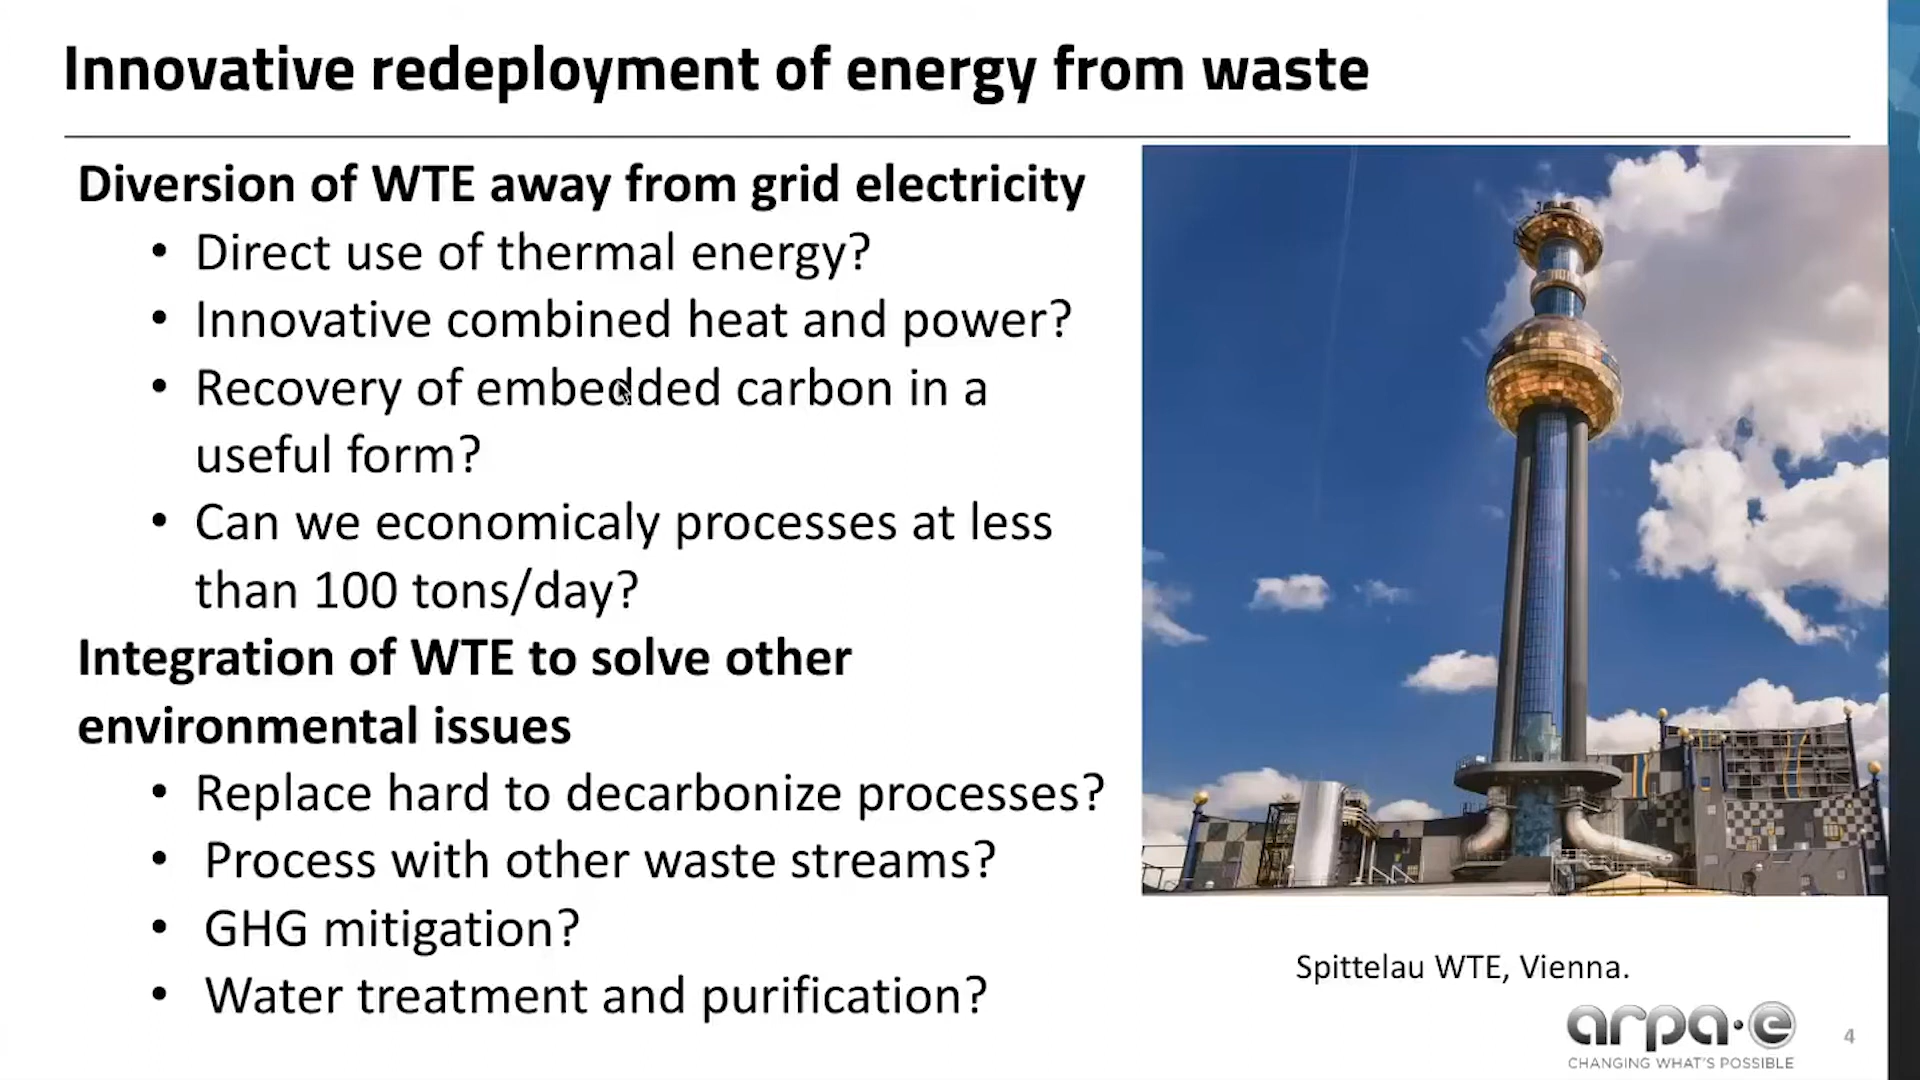 Innovative redeployment of energy from waste
Diversion of WTE away from grid electricity
• Direct use of thermal energy?
• Innovative combined heat and power?
• Recovery of embedded carbon in a
useful form?
• Can we economicaly processes at less
than 100 tons/day?
Integration of WTE to solve other
environmental issues
• Replace hard to decarbonize processes?
• Process with other waste streams?
• GHG mitigation?
• Water treatment and purification?
Spittelau WTE, Vienna.
arpa·e
CHANGING WHAT'S POSSIBLE
4